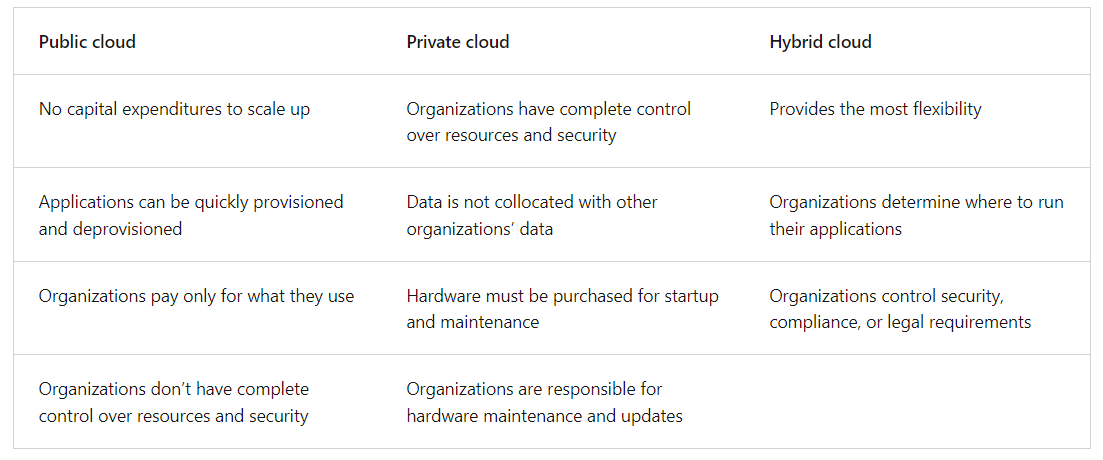 Public cloud
Private cloud
Hybrid cloud
No capital expenditures to scale up
Organizations have complete control
over resources and security
Provides the most flexibility
Applications can be quickly provisioned
and deprovisioned
Data is not collocated with other
organizations’ data
Organizations determine where to run
their applications
Organizations pay only for what they use
Hardware must be purchased for startup
and maintenance
Organizations control security,
compliance, or legal requirements
Organizations don’t have complete
control over resources and security
Organizations are responsible for
hardware maintenance and updates